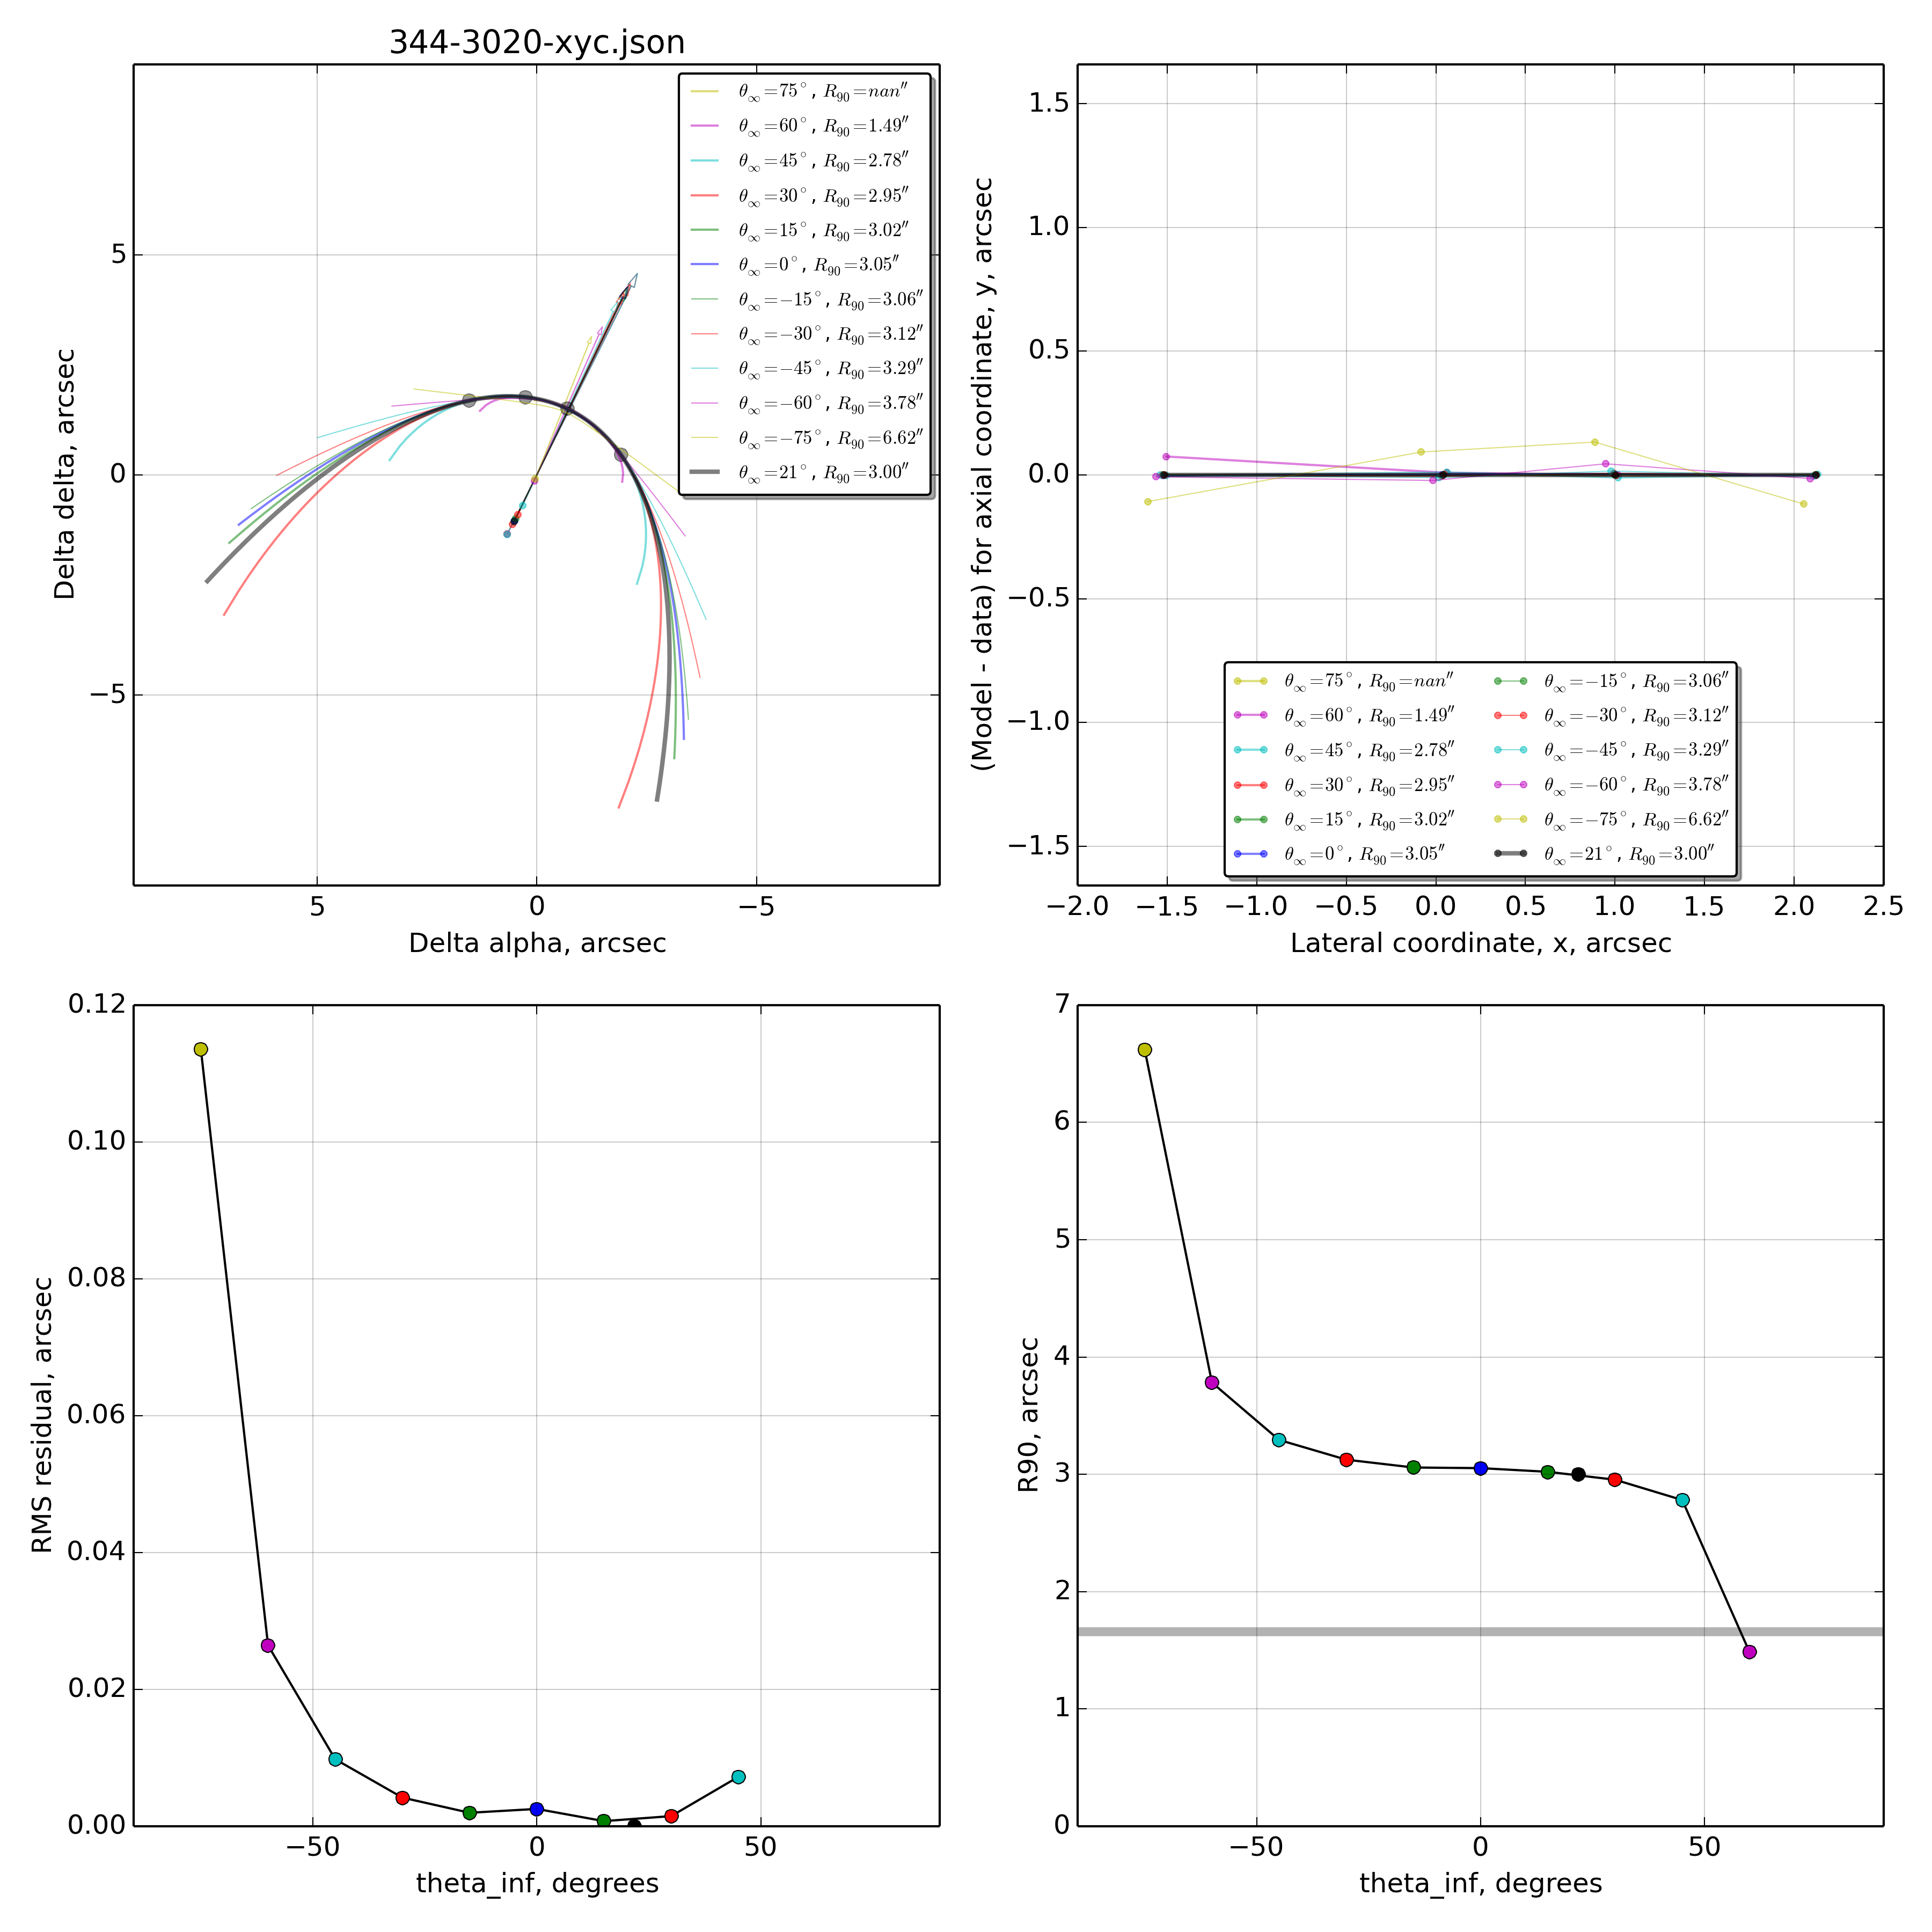 344-3020-xyc.json
θ∞=75°, R90=nan″
θ∞=60°, R90=1.49″
θ∞=45°, R90=2.78″
θ∞=30°, R90=2.95″
θ∞=15°, R90=3.02″
θ∞=0°, R90=3.05″
θ∞=−15°, R90=3.06″
θ∞=−30°, R90=3.12″
θ∞=−45°, R90=3.29″
θ∞=−60°, R90=3.78″
θ∞=−75°, R90=6.62″
θ∞=21°, R90=3.00″
5
0
−5
Delta delta, arcsec
5 0 −5
Delta alpha, arcsec
1.5
1.0
0.5
0.0
−0.5
−1.0
−1.5
(Model - data) for axial coordinate, y, arcsec
θ∞=75°, R90=nan″ θ∞=−15°, R90=3.06″
θ∞=60°, R90=1.49″ θ∞=−30°, R90=3.12″
θ∞=45°, R90=2.78″ θ∞=−45°, R90=3.29″
θ∞=30°, R90=2.95″ θ∞=−60°, R90=3.78″
θ∞=15°, R90=3.02″ θ∞=−75°, R90=6.62″
θ∞=0°, R90=3.05″ θ∞=21°, R90=3.00″
−2.0 −1.5 −1.0 −0.5 0.0 0.5 1.0 1.5 2.0 2.5
Lateral coordinate, x, arcsec
0.12
0.10
0.08
0.06
0.04
0.02
0.00
RMS residual, arcsec
−50 0 50
theta_inf, degrees
7
6
5
4
3
2
1
0
R90, arcsec
−50 0 50
theta_inf, degrees